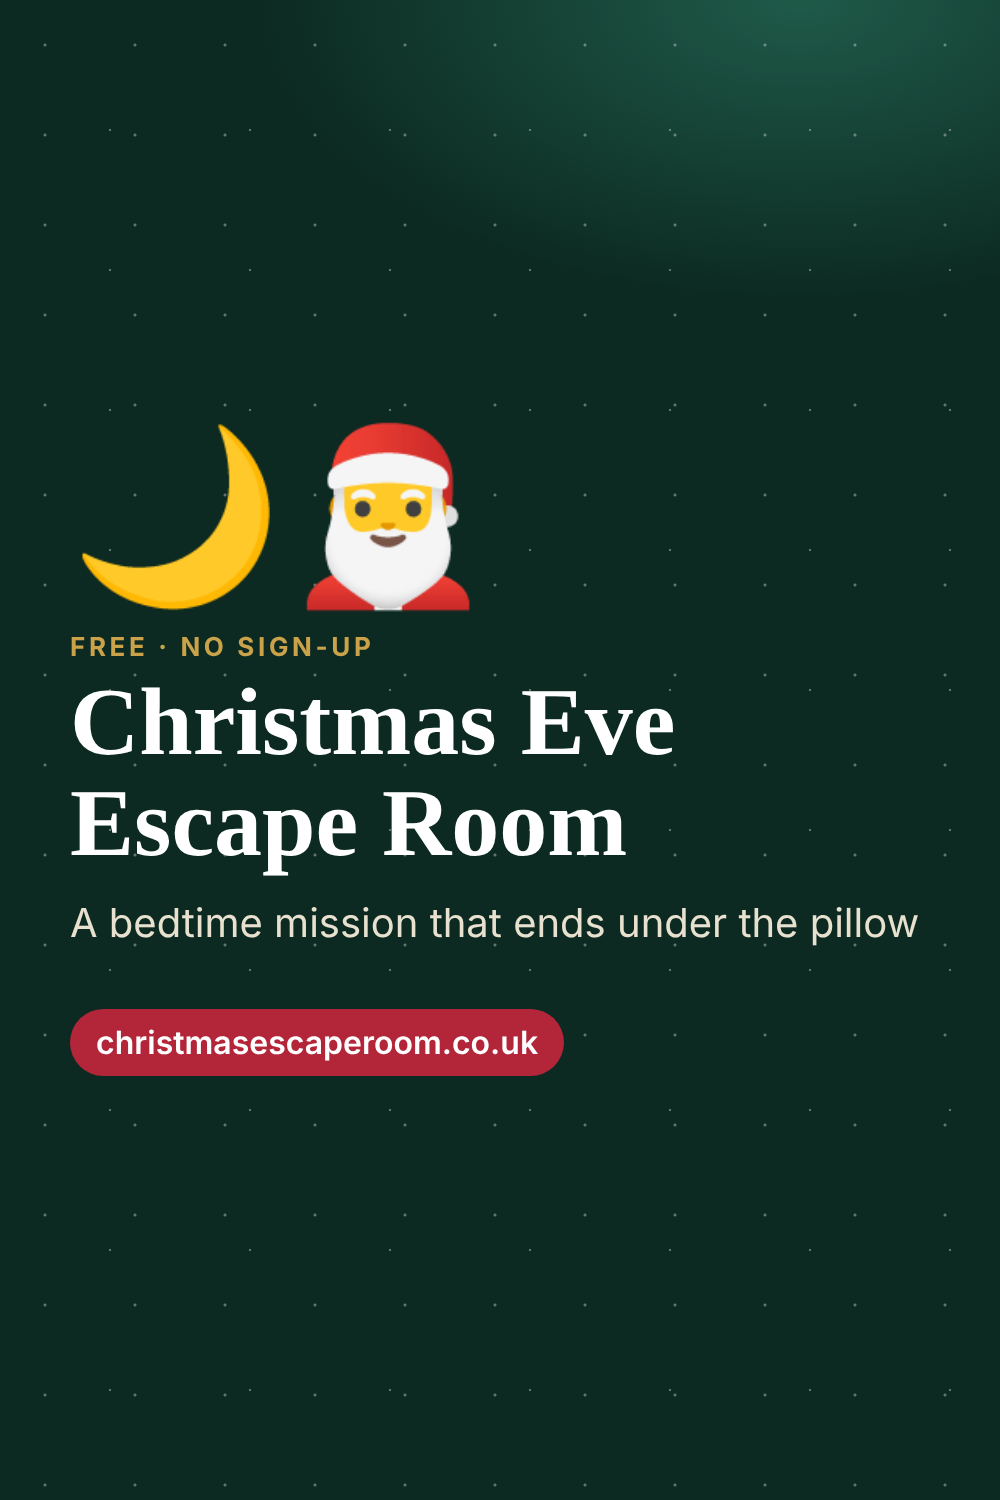 FREE · NO SIGN-UP
Christmas Eve
Escape Room
A bedtime mission that ends under the pillow
christmasescaperoom.co.uk